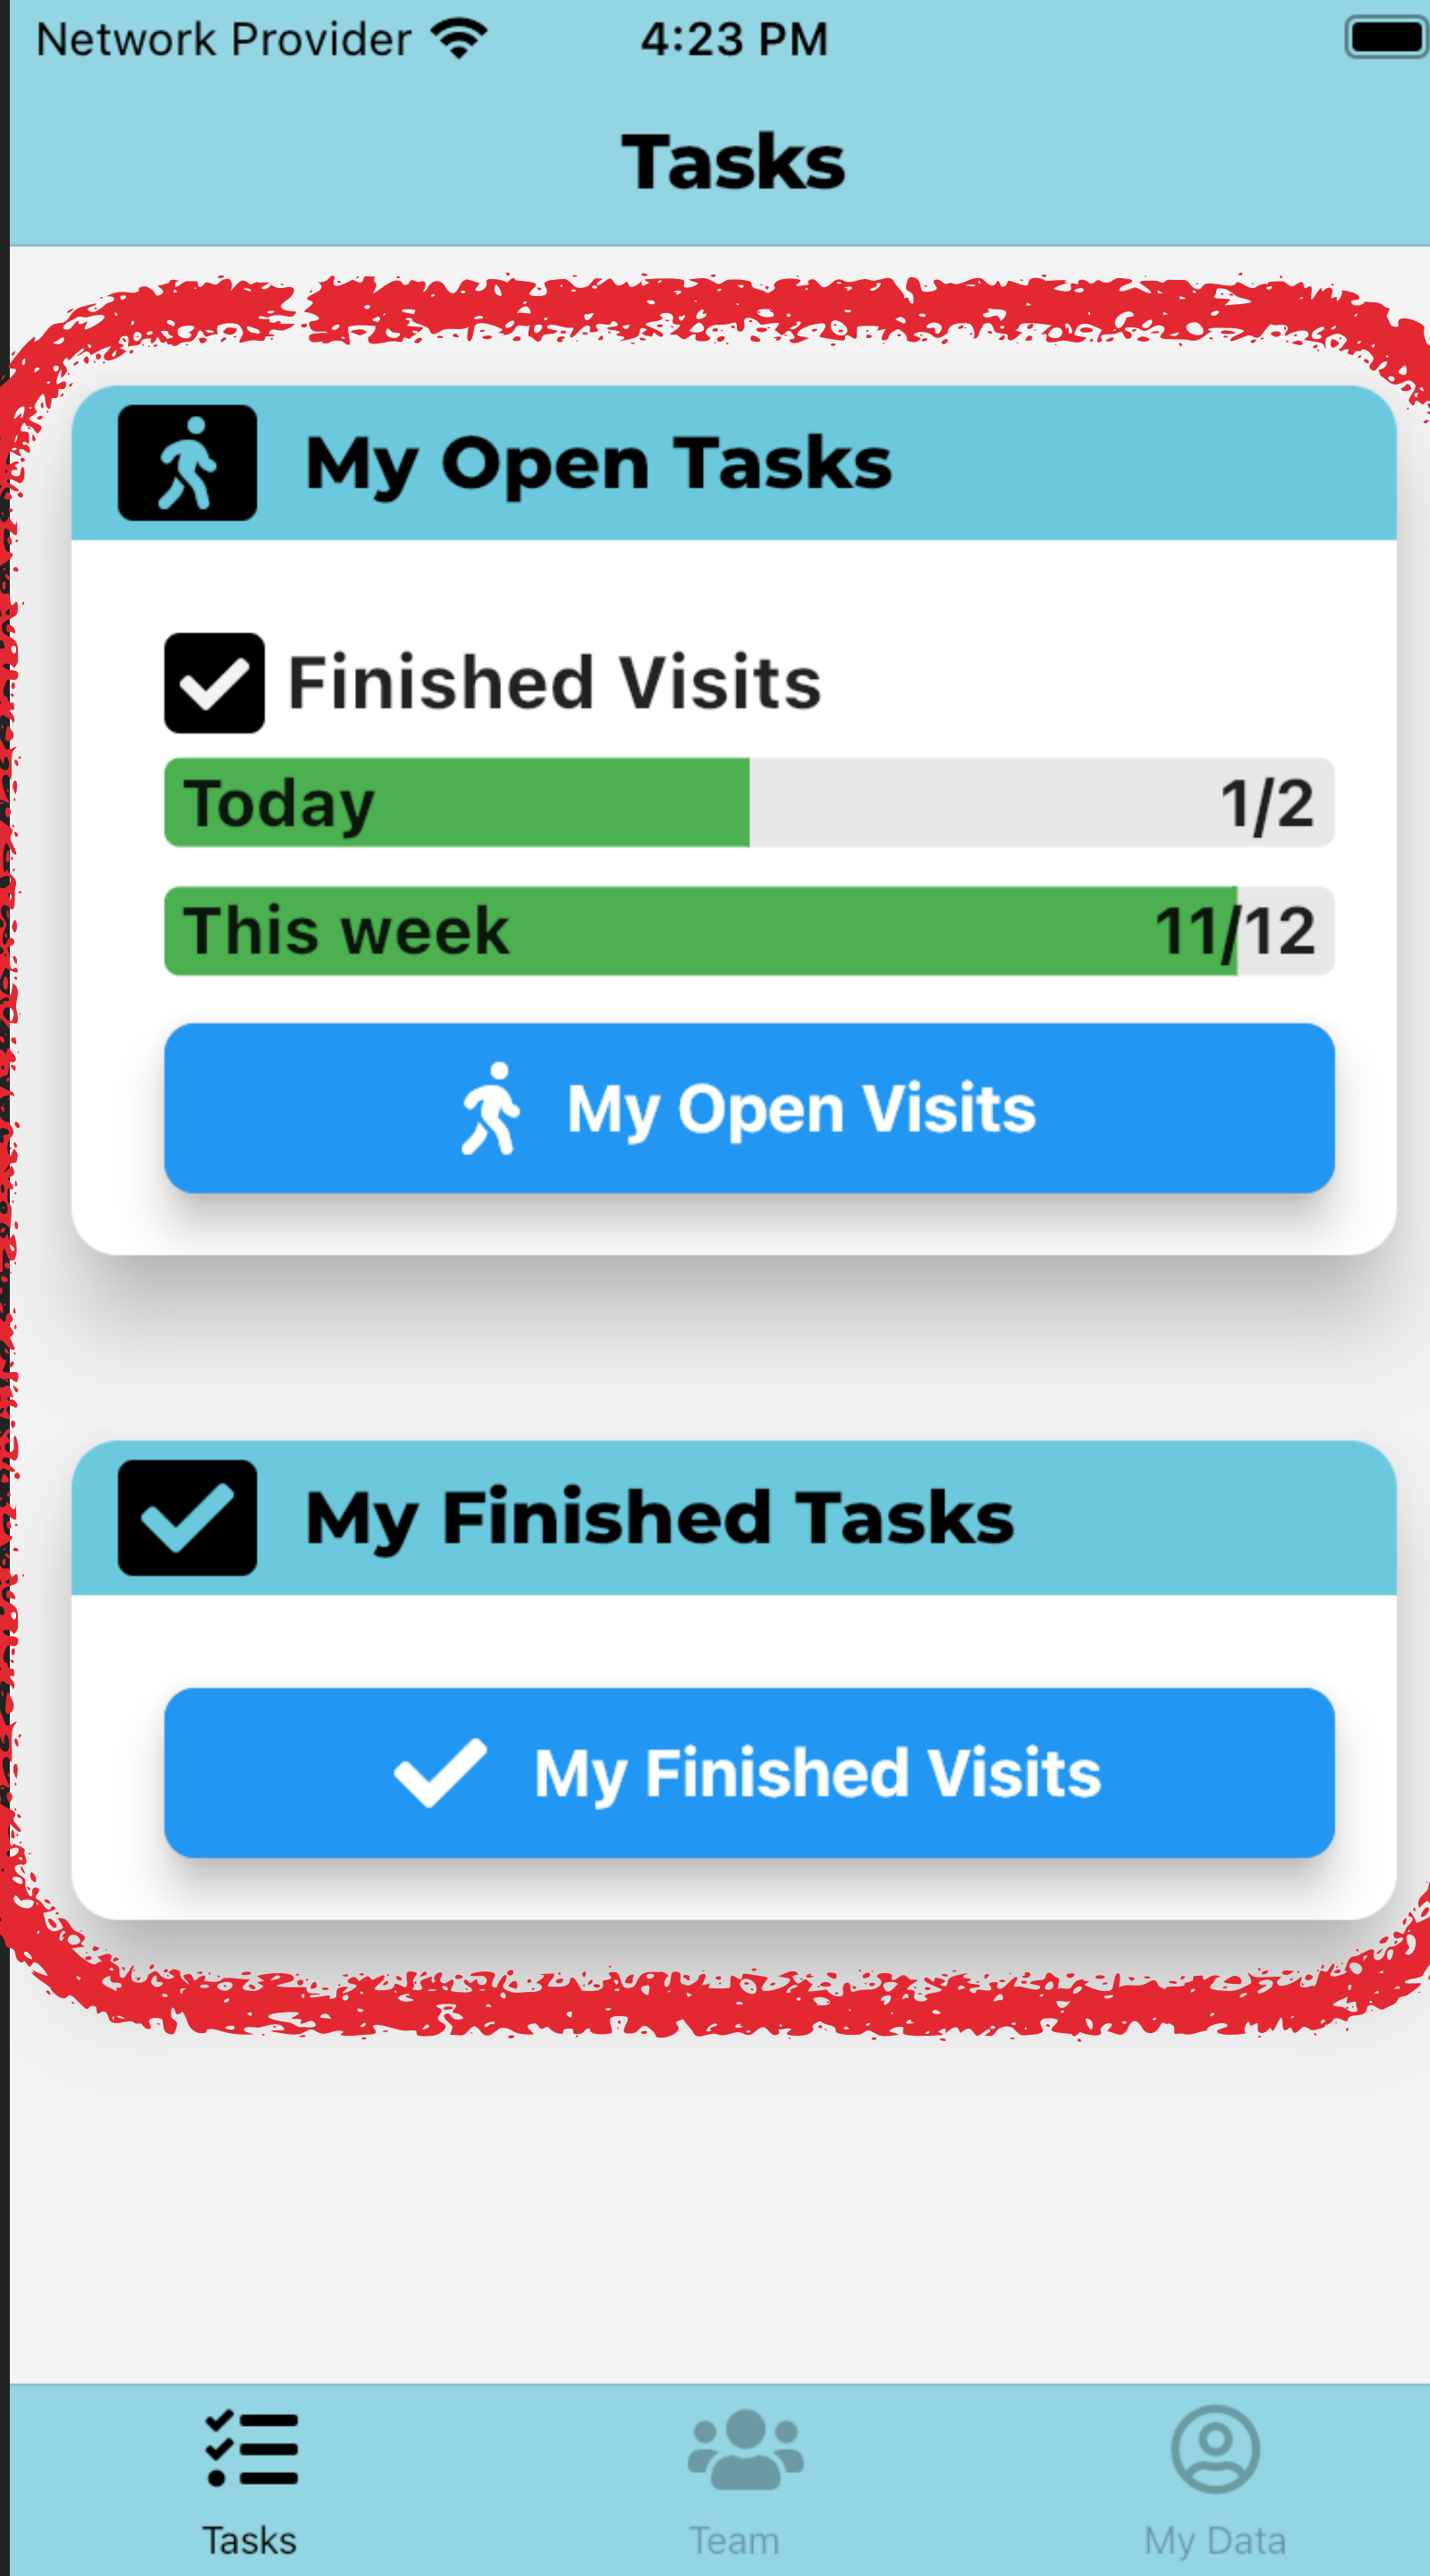 Network Provider 4:23 PM
Tasks
My Open Tasks
Finished Visits
Today 1/2
This week 11/12
My Open Visits
My Finished Tasks
My Finished Visits
Tasks Team My Data